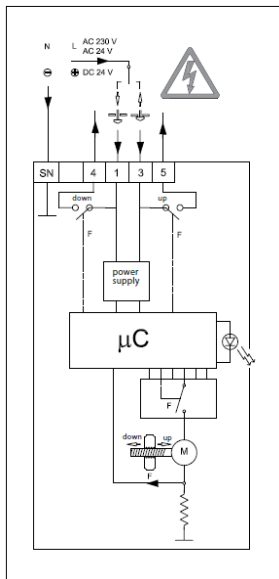 N L AC 230 V
AC 24 V
DC 24 V
SN 4 1 3 5
down up
F F
power
supply
µC
F
down up
M
F